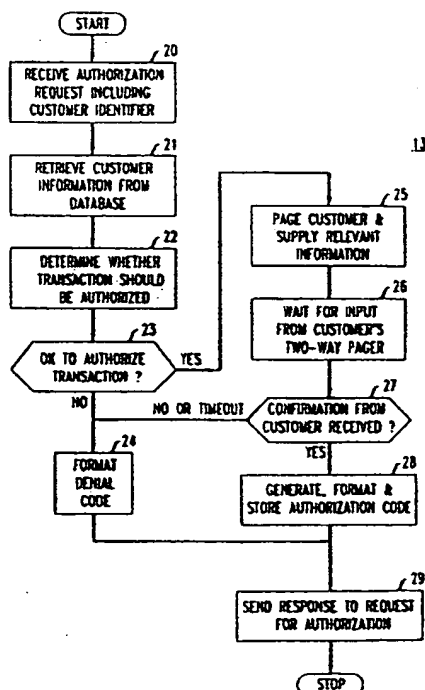 START
20
RECEIVE AUTHORIZATION
REQUEST INCLUDING
CUSTOMER IDENTIFIER
21
RETRIEVE CUSTOMER
INFORMATION FROM
DATABASE
22
DETERMINE WHETHER
TRANSACTION SHOULD
BE AUTHORIZED
23
OK TO AUTHORIZE
TRANSACTION ?
YES
NO
24
FORMAT
DENIAL
CODE
13
25
PAGE CUSTOMER &
SUPPLY RELEVANT
INFORMATION
26
WAIT FOR INPUT
FROM CUSTOMER'S
TWO-WAY PAGER
27
CONFIRMATION FROM
CUSTOMER RECEIVED ?
NO OR TIMEOUT
YES
28
GENERATE, FORMAT &
STORE AUTHORIZATION CODE
29
SEND RESPONSE TO REQUEST
FOR AUTHORIZATION
STOP